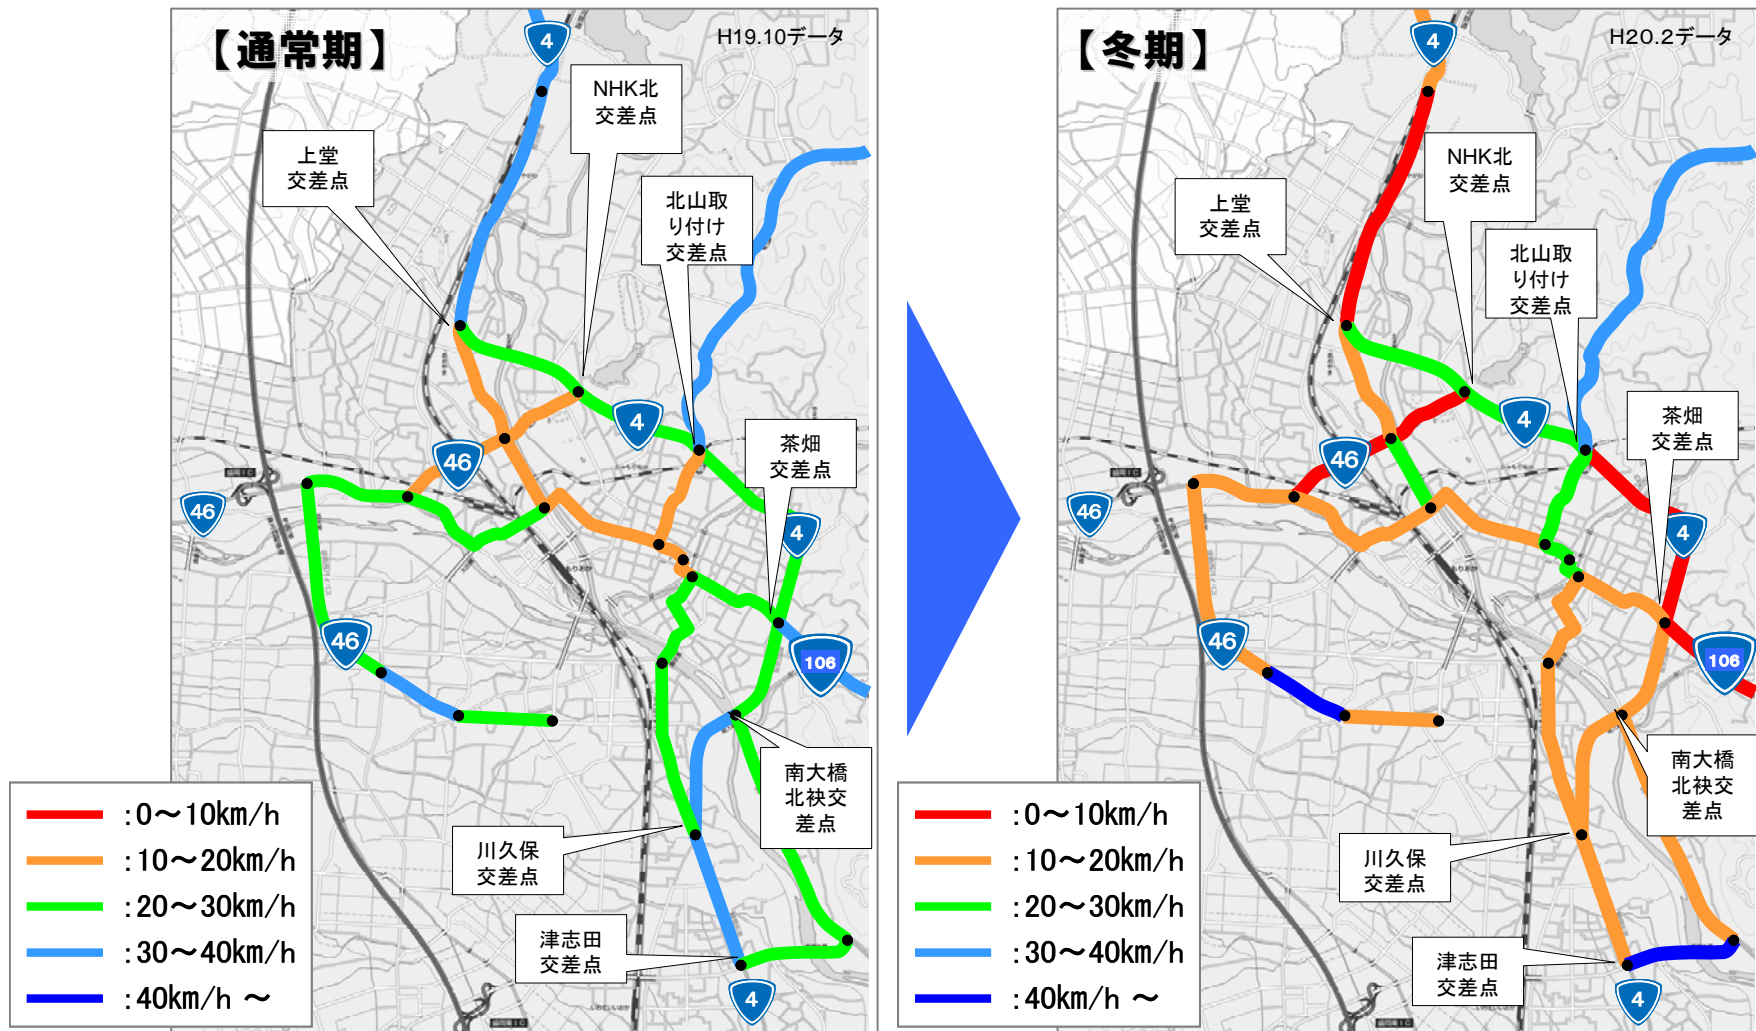 【通常期】
H19.10データ
4
NHK北
交差点
上堂
交差点
北山取
り付け
交差点
4
茶畑
交差点
46
46
4
46
106
南大橋
北袂交
差点
川久保
交差点
津志田
交差点
4
:0～10km/h
:10～20km/h
:20～30km/h
:30～40km/h
:40km/h ～
【冬期】
H20.2データ
4
NHK北
交差点
上堂
交差点
北山取
り付け
交差点
4
茶畑
交差点
46
46
4
46
106
南大橋
北袂交
差点
川久保
交差点
津志田
交差点
4
:0～10km/h
:10～20km/h
:20～30km/h
:30～40km/h
:40km/h ～